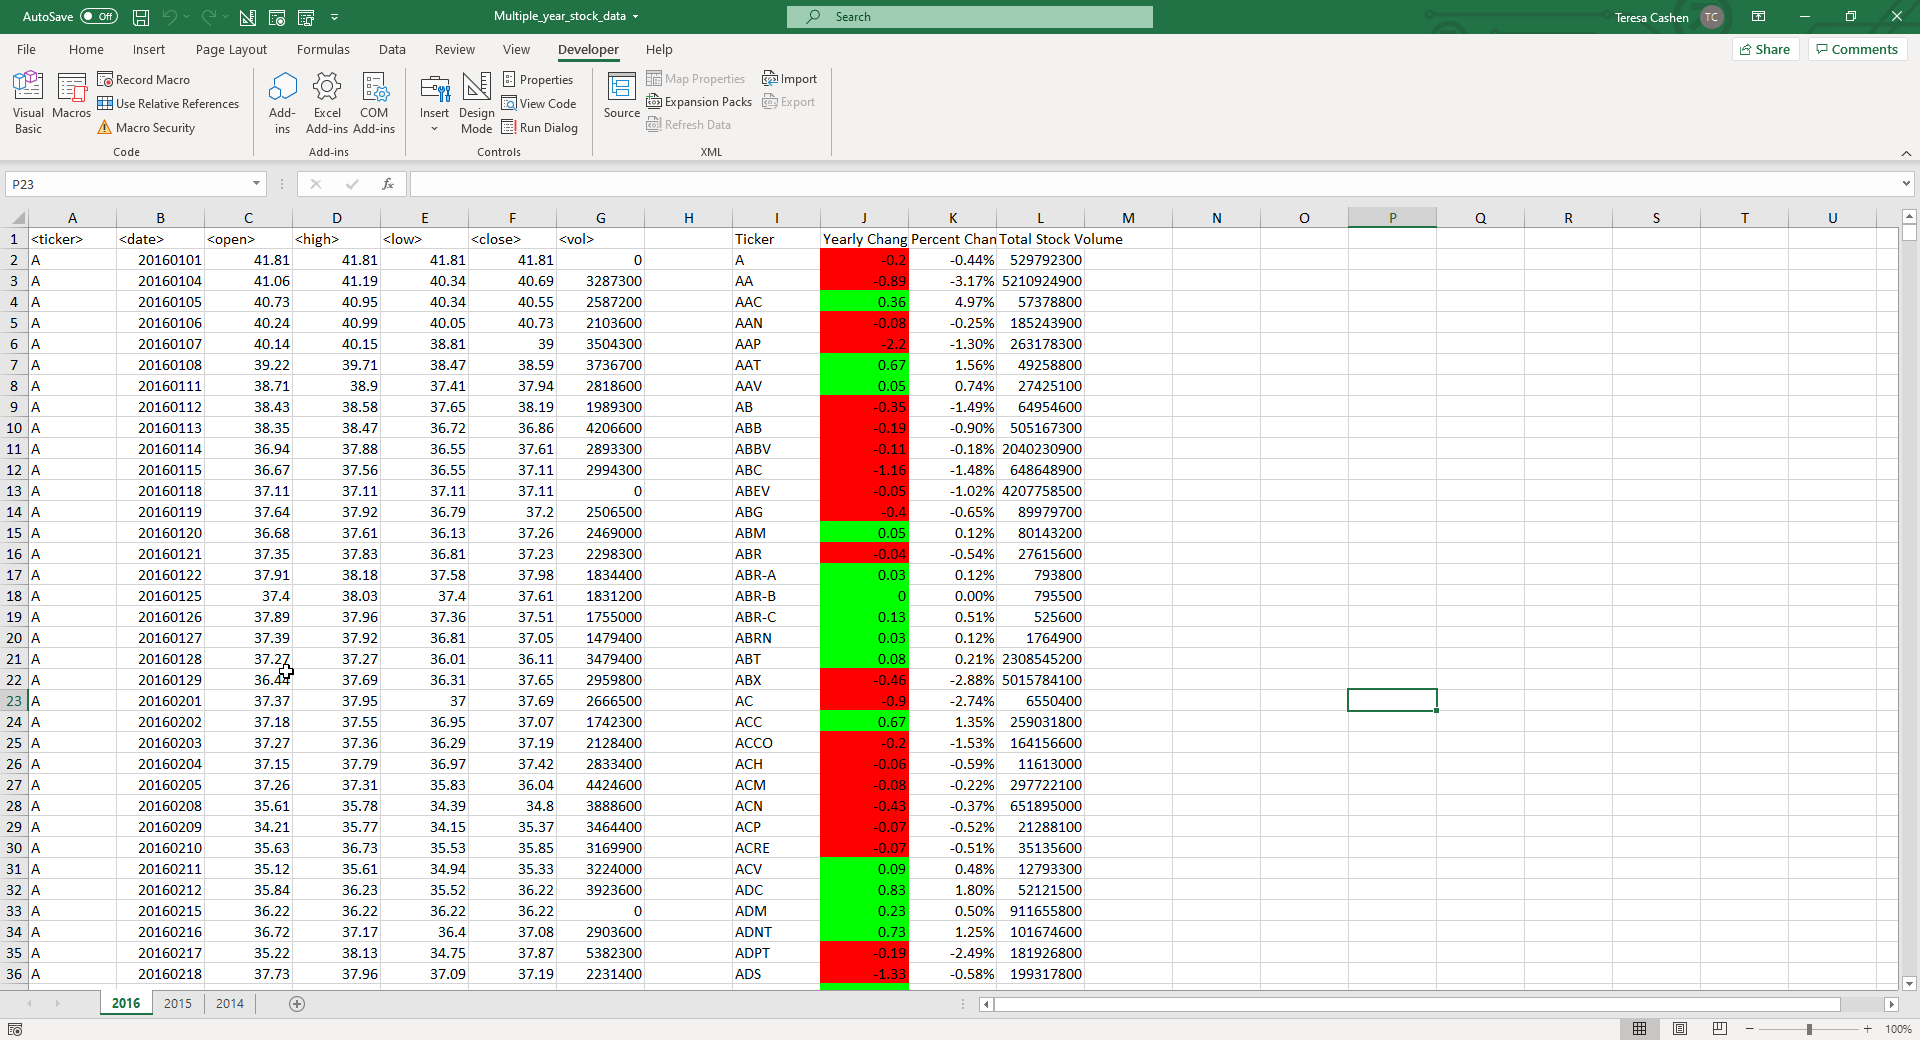 AutoSave Off Multiple_year_stock_data Search Teresa Cashen TC
File Home Insert Page Layout Formulas Data Review View Developer Help Share Comments
Visual Basic
Macros
Record Macro
Use Relative References
Macro Security
Code
Add-ins
Excel Add-ins
COM Add-ins
Add-ins
Insert
Design Mode
Properties
View Code
Run Dialog
Controls
Source
Map Properties
Expansion Packs
Refresh Data
Import
Export
XML
P23 fx
A B C D E F G H I J K L M N O P Q R S T U
1 <ticker> <date> <open> <high> <low> <close> <vol> Ticker Yearly Chang Percent Chan Total Stock Volume
2 A 20160101 41.81 41.81 41.81 41.81 0 A -0.2 -0.44% 529792300
3 A 20160104 41.06 41.19 40.34 40.69 3287300 AA -0.89 -3.17% 5210924900
4 A 20160105 40.73 40.95 40.34 40.55 2587200 AAC 0.36 4.97% 57378800
5 A 20160106 40.24 40.99 40.05 40.73 2103600 AAN -0.08 -0.25% 185243900
6 A 20160107 40.14 40.15 38.81 39 3504300 AAP -2.2 -1.30% 263178300
7 A 20160108 39.22 39.71 38.47 38.59 3736700 AAT 0.67 1.56% 49258800
8 A 20160111 38.71 38.9 37.41 37.94 2818600 AAV 0.05 0.74% 27425100
9 A 20160112 38.43 38.58 37.65 38.19 1989300 AB -0.35 -1.49% 64954600
10 A 20160113 38.35 38.47 36.72 36.86 4206600 ABB -0.19 -0.90% 505167300
11 A 20160114 36.94 37.88 36.55 37.61 2893300 ABBV -0.11 -0.18% 2040230900
12 A 20160115 36.67 37.56 36.55 37.11 2994300 ABC -1.16 -1.48% 648648900
13 A 20160118 37.11 37.11 37.11 37.11 0 ABEV -0.05 -1.02% 4207758500
14 A 20160119 37.64 37.92 36.79 37.2 2506500 ABG -0.4 -0.65% 89979700
15 A 20160120 36.68 37.61 36.13 37.26 2469000 ABM 0.05 0.12% 80143200
16 A 20160121 37.35 37.83 36.81 37.23 2298300 ABR -0.04 -0.54% 27615600
17 A 20160122 37.91 38.18 37.58 37.98 1834400 ABR-A 0.03 0.12% 793800
18 A 20160125 37.4 38.03 37.4 37.61 1831200 ABR-B 0 0.00% 795500
19 A 20160126 37.89 37.96 37.36 37.51 1755000 ABR-C 0.13 0.51% 525600
20 A 20160127 37.39 37.92 36.81 37.05 1479400 ABRN 0.03 0.12% 1764900
21 A 20160128 37.27 37.27 36.01 36.11 3479400 ABT 0.08 0.21% 2308545200
22 A 20160129 36.44 37.69 36.31 37.65 2959800 ABX -0.46 -2.88% 5015784100
23 A 20160201 37.37 37.95 37 37.69 2666500 AC -0.9 -2.74% 6550400
24 A 20160202 37.18 37.55 36.95 37.07 1742300 ACC 0.67 1.35% 259031800
25 A 20160203 37.27 37.36 36.29 37.19 2128400 ACCO -0.2 -1.53% 164156600
26 A 20160204 37.15 37.79 36.97 37.42 2833400 ACH -0.06 -0.59% 11613000
27 A 20160205 37.26 37.31 35.83 36.04 4424600 ACM -0.08 -0.22% 297722100
28 A 20160208 35.61 35.78 34.39 34.8 3888600 ACN -0.43 -0.37% 651895000
29 A 20160209 34.21 35.77 34.15 35.37 3464400 ACP -0.07 -0.52% 21288100
30 A 20160210 35.63 36.73 35.53 35.85 3169900 ACRE -0.07 -0.51% 35135600
31 A 20160211 35.12 35.61 34.94 35.33 3224000 ACV 0.09 0.48% 12793300
32 A 20160212 35.84 36.23 35.52 36.22 3923600 ADC 0.83 1.80% 52121500
33 A 20160215 36.22 36.22 36.22 36.22 0 ADM 0.23 0.50% 911655800
34 A 20160216 36.72 37.17 36.4 37.08 2903600 ADNT 0.73 1.25% 101674600
35 A 20160217 35.22 38.13 34.75 37.87 5382300 ADPT -0.19 -2.49% 181926800
36 A 20160218 37.73 37.96 37.09 37.19 2231400 ADS -1.33 -0.58% 199317800
2016 2015 2014
100%